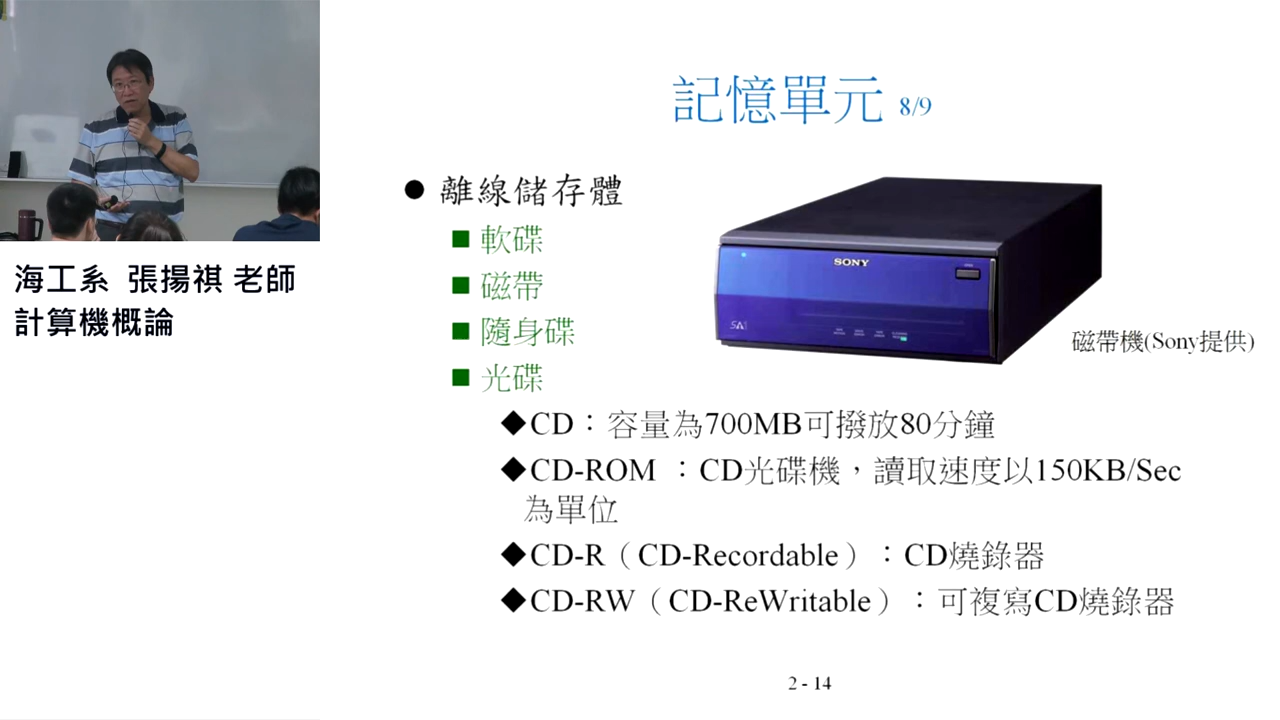 海工系 張揚祺 老師
計算機概論
記憶單元 8/9
離線儲存體
軟碟
磁帶
隨身碟
光碟
SONY
磁帶機(Sony提供)
CD：容量為700MB可撥放80分鐘
CD-ROM ：CD光碟機，讀取速度以150KB/Sec
為單位
CD-R（CD-Recordable）：CD燒錄器
CD-RW（CD-ReWritable）：可複寫CD燒錄器
2 - 14